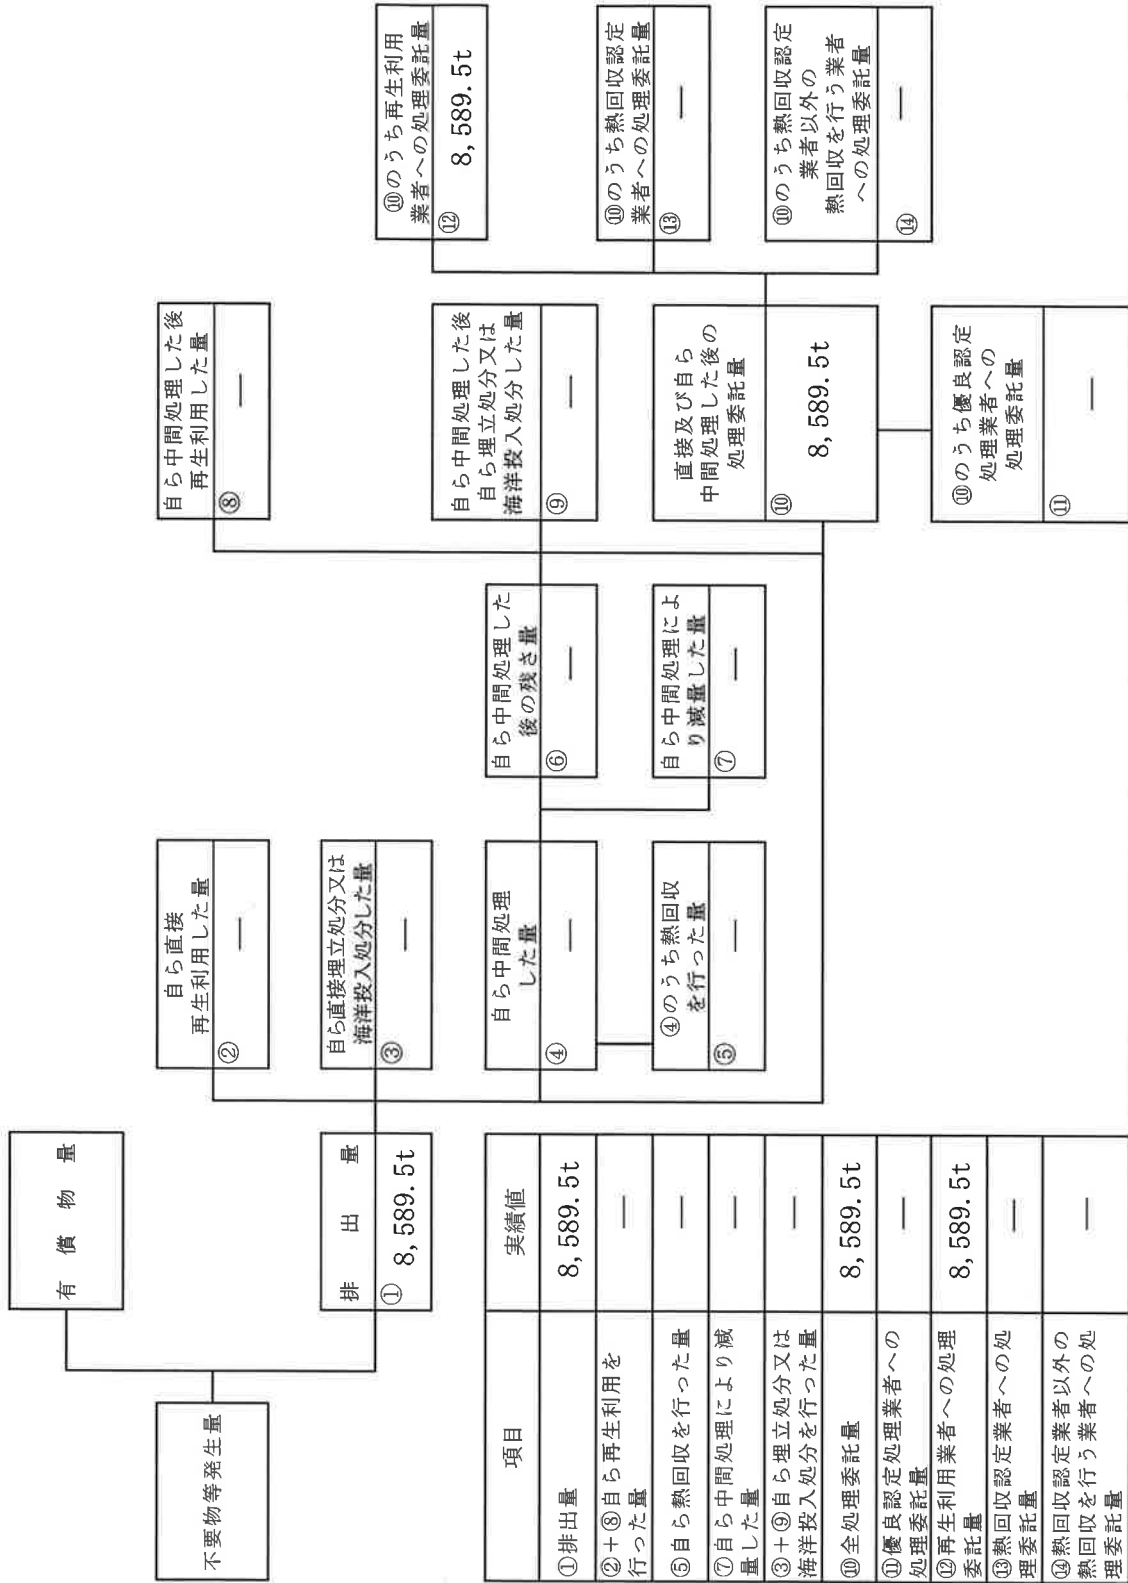 不要物等発生量
有償物量
排出量
① 8,589.5t
自ら直接
再生利用した量
② ―
自ら直接埋立処分又は
海洋投入処分した量
③ ―
自ら中間処理
した量
④ ―
④のうち熱回収
を行った量
⑤ ―
自ら中間処理した
後の残さ量
⑥ ―
自ら中間処理によ
り減量した量
⑦ ―
自ら中間処理した後
再生利用した量
⑧ ―
自ら中間処理した後
自ら埋立処分又は
海洋投入処分した量
⑨ ―
直接及び自ら
中間処理した後の
処理委託量
⑩ 8,589.5t
⑩のうち優良認定
処理業者への
処理委託量
⑪ ―
⑩のうち再生利用
業者への処理委託量
⑫ 8,589.5t
⑩のうち熱回収認定
業者への処理委託量
⑬ ―
⑩のうち熱回収認定
業者以外の
熱回収を行う業者
への処理委託量
⑭ ―
項目 実績値
①排出量 8,589.5t
②＋⑧自ら再生利用を
行った量 ―
⑤自ら熱回収を行った量 ―
⑦自ら中間処理により減
量した量 ―
③＋⑨自ら埋立処分又は
海洋投入処分を行った量 ―
⑩全処理委託量 8,589.5t
⑪優良認定処理業者への
処理委託量 ―
⑫再生利用業者への処理
委託量 8,589.5t
⑬熱回収認定業者への処
理委託量 ―
⑭熱回収認定業者以外の
熱回収を行う業者への処
理委託量 ―